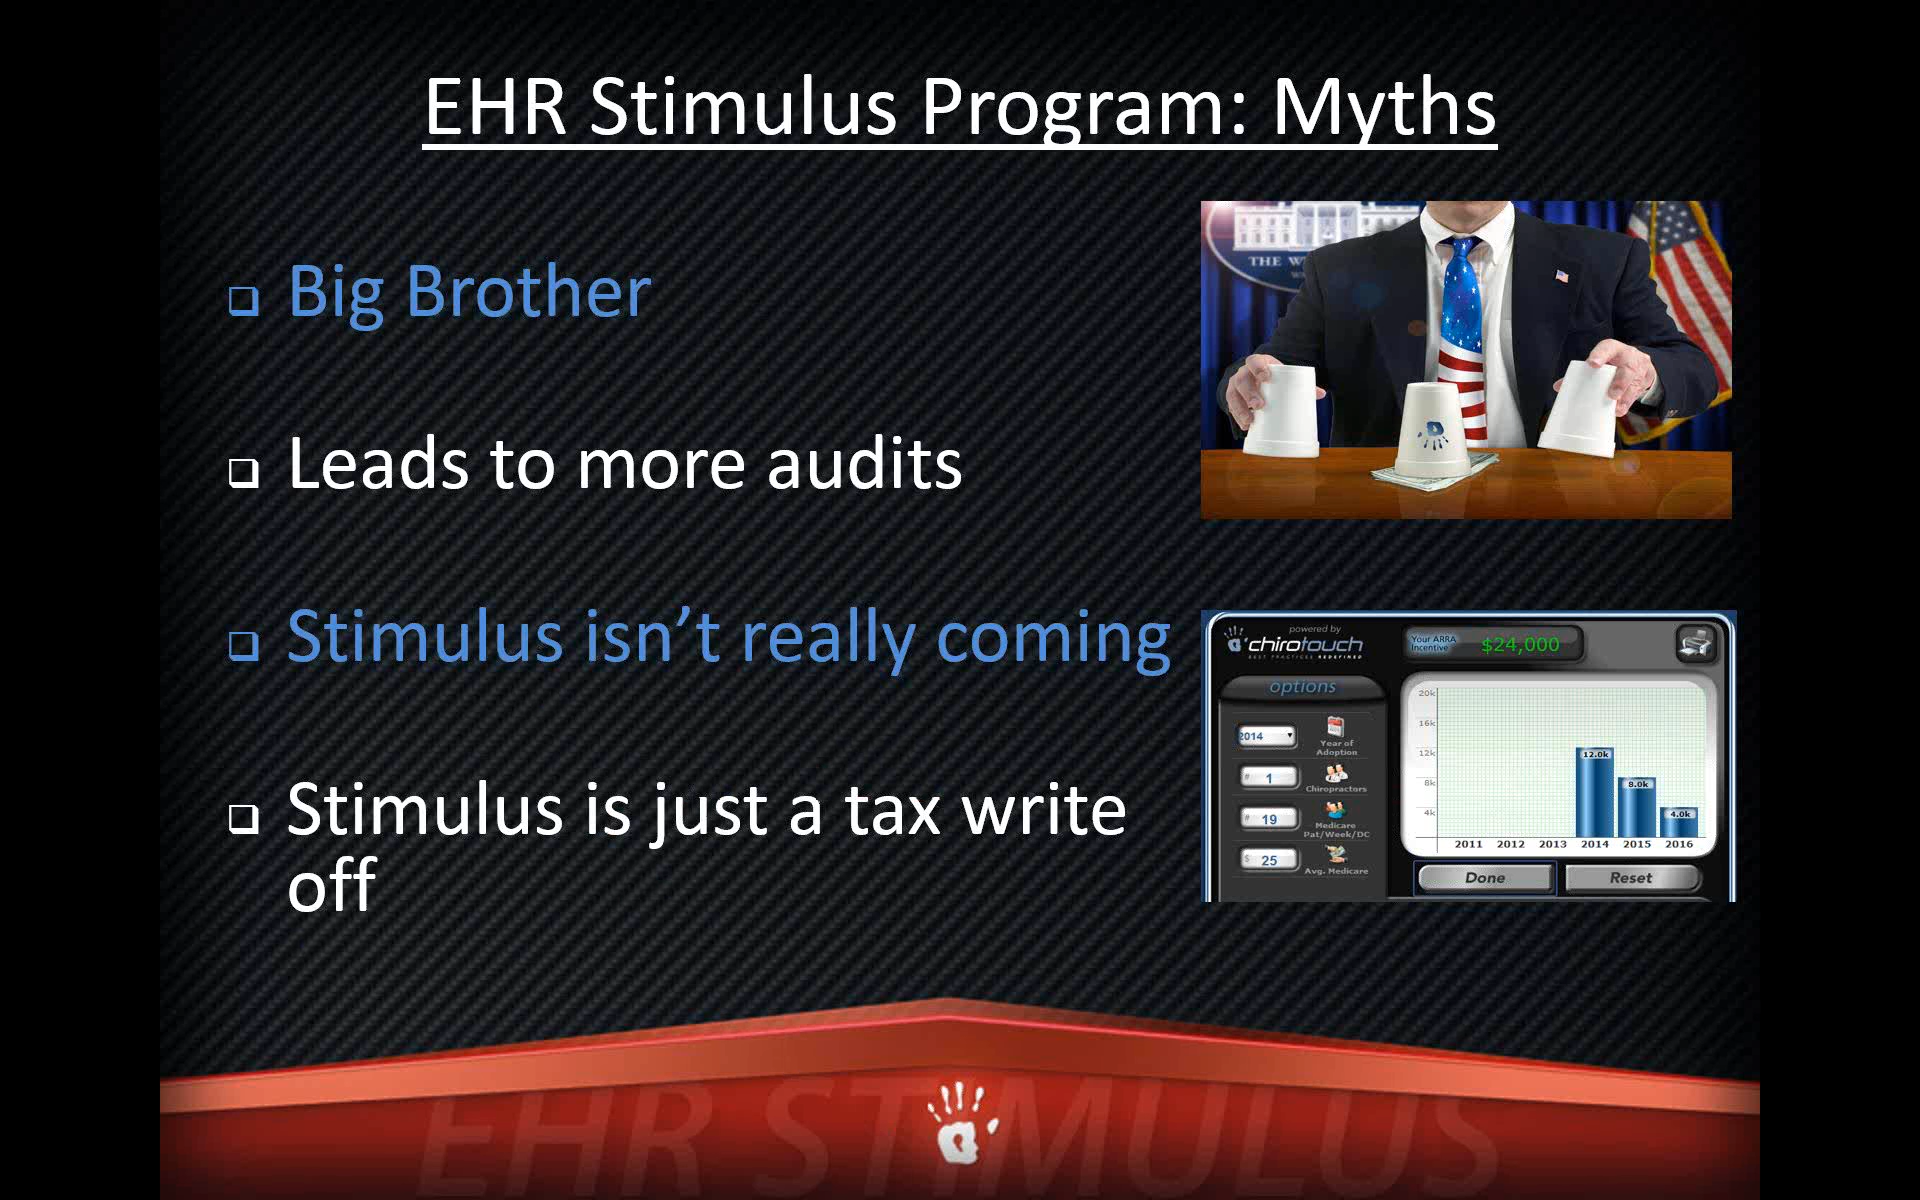 EHR Stimulus Program: Myths
Big Brother
Leads to more audits
Stimulus isn't really coming
Stimulus is just a tax write
off
THE W
powered by
chirotouch
BEST PRACTICES REDEFINED
Your ARRA
Incentive
$24,000
options
2014
Year of
Adoption
# 1
Chiropractors
# 19
Medicare
Pat/Week/DC
$ 25
Avg. Medicare
20k
16k
12k
8k
4k
12.0k
8.0k
4.0k
2011 2012 2013 2014 2015 2016
Done
Reset
EHR STIMULUS